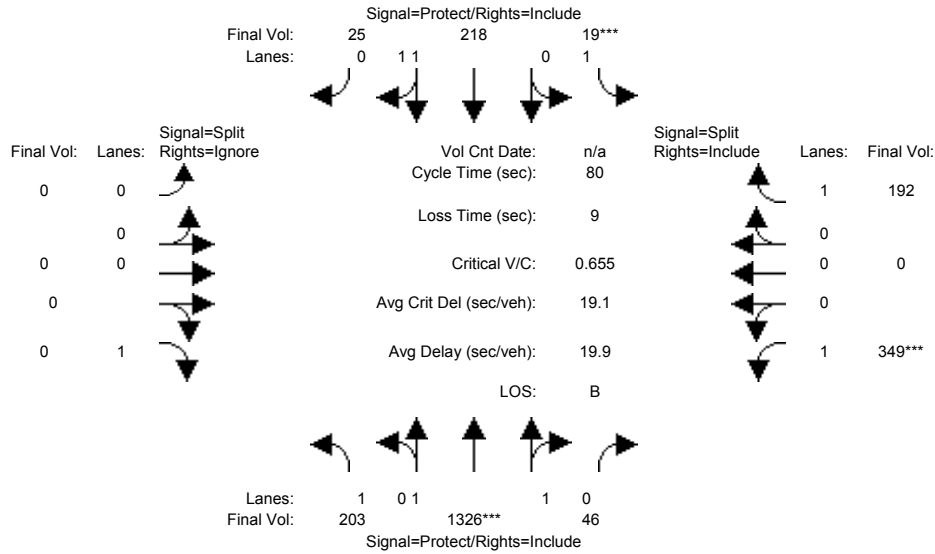 Signal=Protect/Rights=Include
Final Vol: 25 218 19***
Lanes: 0 1 1 0 1
Signal=Split Signal=Split
Final Vol: Lanes: Rights=Ignore Vol Cnt Date: n/a Rights=Include Lanes: Final Vol:
Cycle Time (sec): 80
0 0 1 192
Loss Time (sec): 9
0 0
0 0 Critical V/C: 0.655 0 0
0 Avg Crit Del (sec/veh): 19.1 0
0 1 Avg Delay (sec/veh): 19.9 1 349***
LOS: B
Lanes: 1 0 1 1 0
Final Vol: 203 1326*** 46
Signal=Protect/Rights=Include